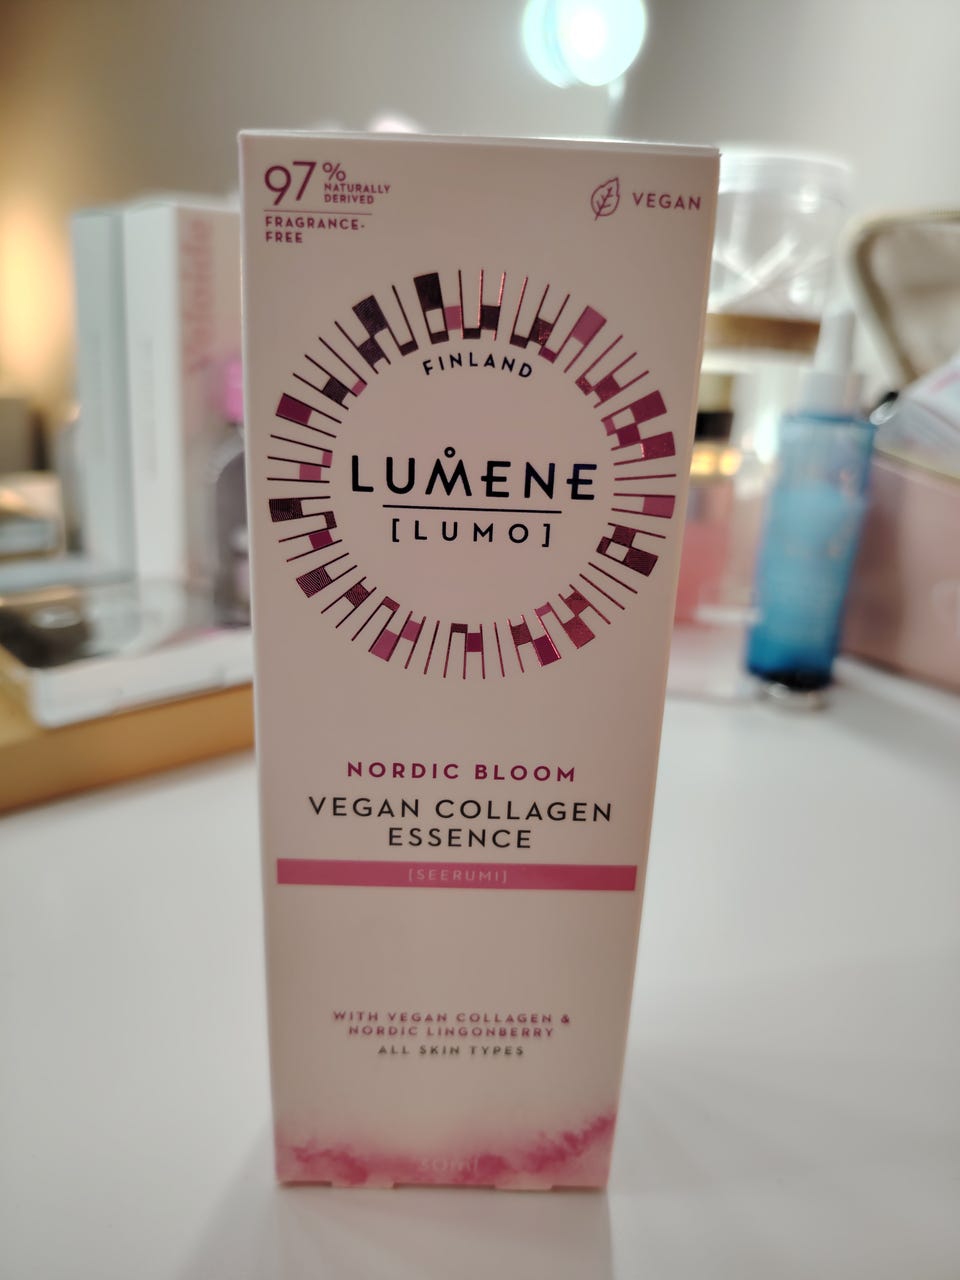 97%
NATURALLY
DERIVED
FRAGRANCE-
FREE
VEGAN
FINLAND
LUMENE
[LUMO]
NORDIC BLOOM
VEGAN COLLAGEN
ESSENCE
[SEERUMI]
WITH VEGAN COLLAGEN &
NORDIC LINGONBERRY
ALL SKIN TYPES
30ml